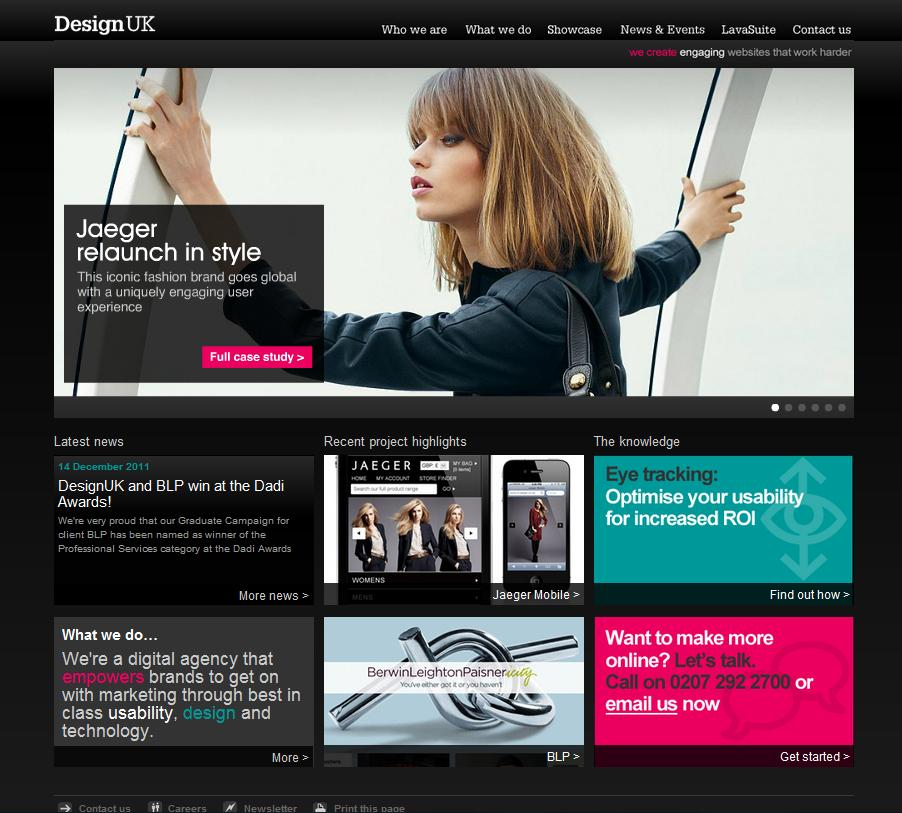 DesignUK
Who we are
What we do
Showcase
News & Events
LavaSuite
Contact us
we create engaging websites that work harder
Jaeger
relaunch in style
This iconic fashion brand goes global
with a uniquely engaging user
experience
Full case study >
Latest news
14 December 2011
DesignUK and BLP win at the Dadi
Awards!
We're very proud that our Graduate Campaign for
client BLP has been named as winner of the
Professional Services category at the Dadi Awards
More news >
Recent project highlights
JAEGER
GBP £
MY BAG
[0 items]
HOME
MY ACCOUNT
STORE FINDER
Search our full product range
GO
WOMENS
MENS
Jaeger Mobile >
The knowledge
Eye tracking:
Optimise your usability
for increased ROI
Find out how >
What we do...
We're a digital agency that
empowers brands to get on
with marketing through best in
class usability, design and
technology.
More >
BerwinLeightonPaisnericity
You've either got it or you haven't
BLP >
Want to make more
online? Let's talk.
Call on 0207 292 2700 or
email us now
Get started >
Contact us
Careers
Newsletter
Print this page